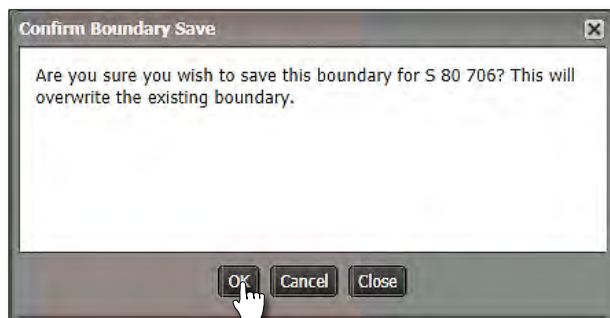 Confirm Boundary Save
Are you sure you wish to save this boundary for S 80 706? This will
overwrite the existing boundary.
OK Cancel Close